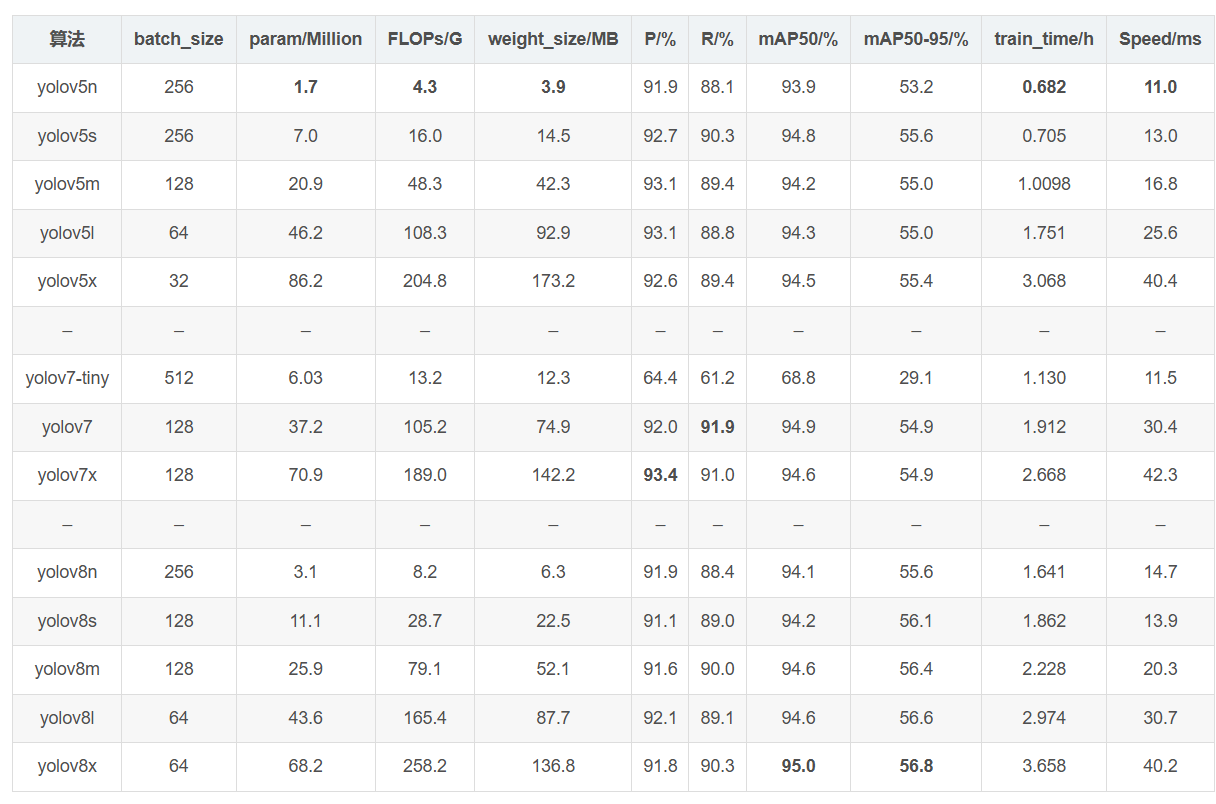 算法 batch_size param/Million FLOPs/G weight_size/MB P/% R/% mAP50/% mAP50-95/% train_time/h Speed/ms
yolov5n 256 1.7 4.3 3.9 91.9 88.1 93.9 53.2 0.682 11.0
yolov5s 256 7.0 16.0 14.5 92.7 90.3 94.8 55.6 0.705 13.0
yolov5m 128 20.9 48.3 42.3 93.1 89.4 94.2 55.0 1.0098 16.8
yolov5l 64 46.2 108.3 92.9 93.1 88.8 94.3 55.0 1.751 25.6
yolov5x 32 86.2 204.8 173.2 92.6 89.4 94.5 55.4 3.068 40.4
– – – – – – – – – – –
yolov7-tiny 512 6.03 13.2 12.3 64.4 61.2 68.8 29.1 1.130 11.5
yolov7 128 37.2 105.2 74.9 92.0 91.9 94.9 54.9 1.912 30.4
yolov7x 128 70.9 189.0 142.2 93.4 91.0 94.6 54.9 2.668 42.3
– – – – – – – – – – –
yolov8n 256 3.1 8.2 6.3 91.9 88.4 94.1 55.6 1.641 14.7
yolov8s 128 11.1 28.7 22.5 91.1 89.0 94.2 56.1 1.862 13.9
yolov8m 128 25.9 79.1 52.1 91.6 90.0 94.6 56.4 2.228 20.3
yolov8l 64 43.6 165.4 87.7 92.1 89.1 94.6 56.6 2.974 30.7
yolov8x 64 68.2 258.2 136.8 91.8 90.3 95.0 56.8 3.658 40.2